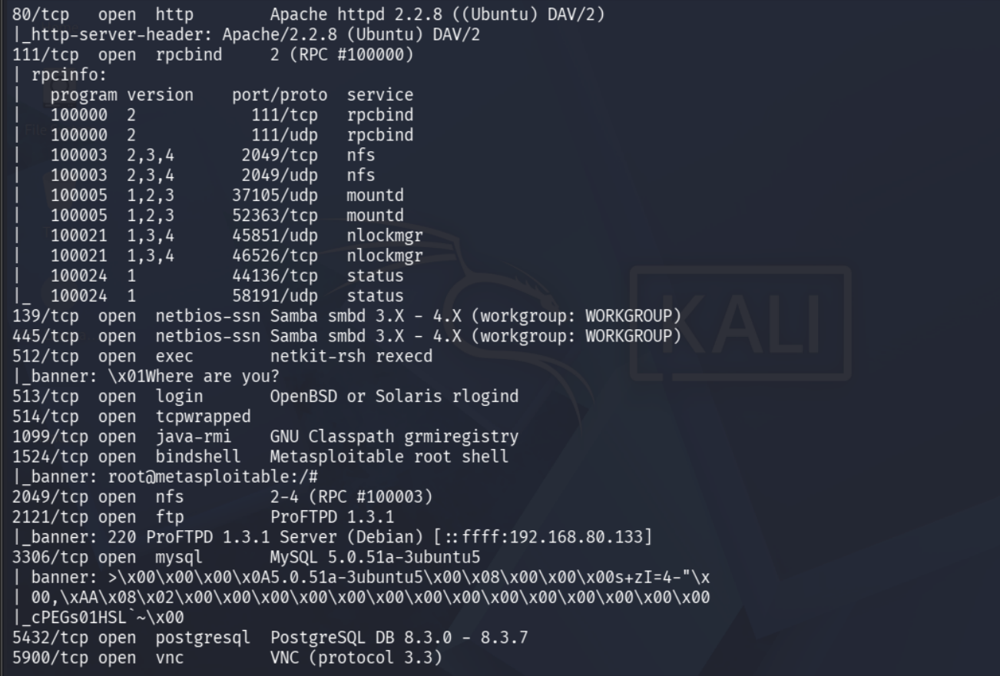 80/tcp   open  http        Apache httpd 2.2.8 ((Ubuntu) DAV/2)
|_http-server-header: Apache/2.2.8 (Ubuntu) DAV/2
111/tcp  open  rpcbind     2 (RPC #100000)
| rpcinfo:
|   program version    port/proto  service
|   100000  2            111/tcp   rpcbind
|   100000  2            111/udp   rpcbind
|   100003  2,3,4       2049/tcp   nfs
|   100003  2,3,4       2049/udp   nfs
|   100005  1,2,3      37105/udp   mountd
|   100005  1,2,3      52363/tcp   mountd
|   100021  1,3,4      45851/udp   nlockmgr
|   100021  1,3,4      46526/tcp   nlockmgr
|   100024  1          44136/tcp   status
|_  100024  1          58191/udp   status
139/tcp  open  netbios-ssn Samba smbd 3.X - 4.X (workgroup: WORKGROUP)
445/tcp  open  netbios-ssn Samba smbd 3.X - 4.X (workgroup: WORKGROUP)
512/tcp  open  exec        netkit-rsh rexecd
|_banner: \x01Where are you?
513/tcp  open  login       OpenBSD or Solaris rlogind
514/tcp  open  tcpwrapped
1099/tcp open  java-rmi    GNU Classpath grmiregistry
1524/tcp open  bindshell   Metasploitable root shell
|_banner: root@metasploitable:/#
2049/tcp open  nfs         2-4 (RPC #100003)
2121/tcp open  ftp         ProFTPD 1.3.1
|_banner: 220 ProFTPD 1.3.1 Server (Debian) [::ffff:192.168.80.133]
3306/tcp open  mysql       MySQL 5.0.51a-3ubuntu5
| banner: >\x00\x00\x00\x0A5.0.51a-3ubuntu5\x00\x08\x00\x00\x00s+zI=4-"\x
| 00,\xAA\x08\x02\x00\x00\x00\x00\x00\x00\x00\x00\x00\x00\x00\x00\x00\x00
|_cPEGs01HSL`~\x00
5432/tcp open  postgresql  PostgreSQL DB 8.3.0 - 8.3.7
5900/tcp open  vnc         VNC (protocol 3.3)
KALI